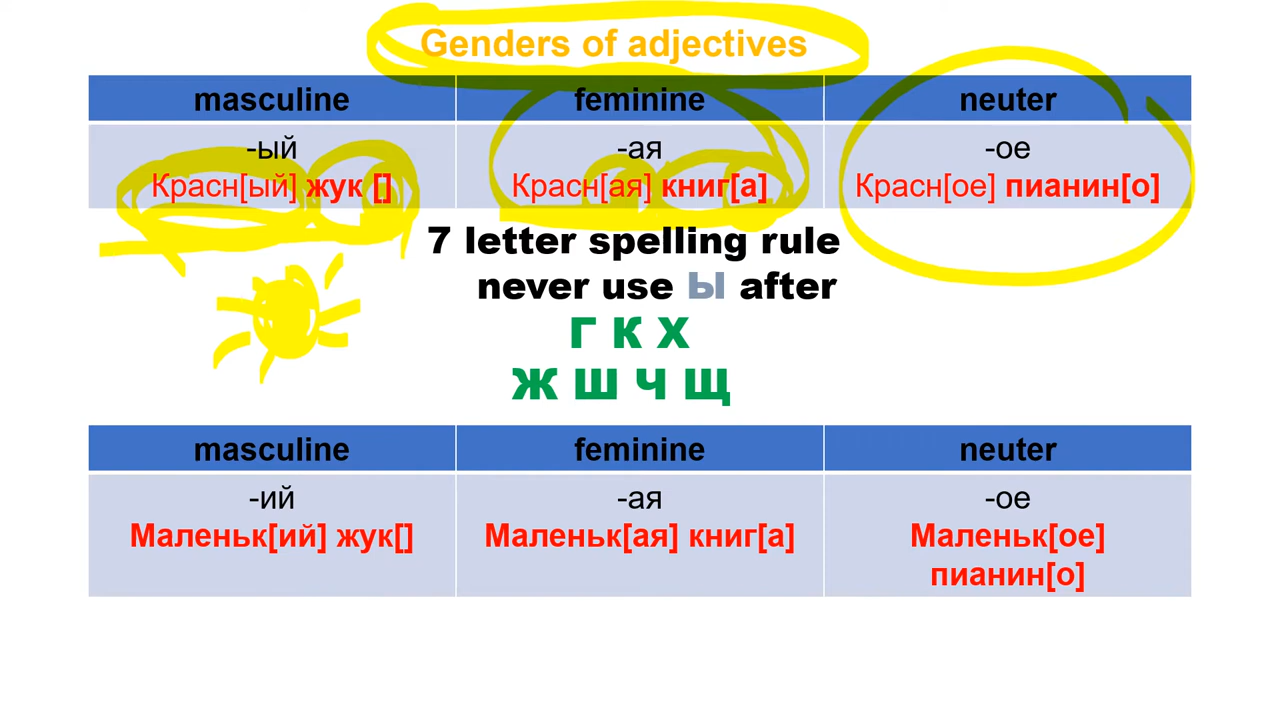 Genders of adjectives
masculine feminine neuter
-ый -ая -ое
Красн[ый] жук [] Красн[ая] книг[а] Красн[ое] пианин[о]
7 letter spelling rule
never use ы after
Г К Х
Ж Ш Ч Щ
masculine feminine neuter
-ий -ая -ое
Маленьк[ий] жук[] Маленьк[ая] книг[а] Маленьк[ое]
пианин[о]